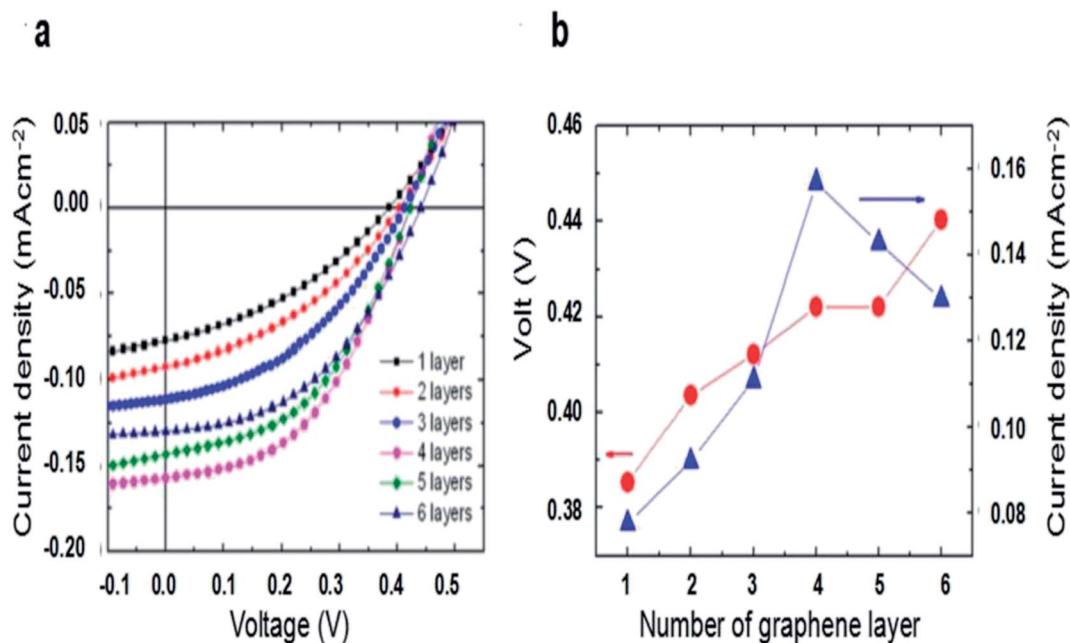 a
Current density (mAcm-2)
0.05
0.00
-0.05
-0.10
-0.15
-0.20
-0.1
0.0
0.1
0.2
0.3
0.4
0.5
Voltage (V)
1 layer
2 layers
3 layers
4 layers
5 layers
6 layers
b
Volt (V)
0.46
0.44
0.42
0.40
0.38
1
2
3
4
5
6
Number of graphene layer
0.16
0.14
0.12
0.10
0.08
Current density (mAcm-2)